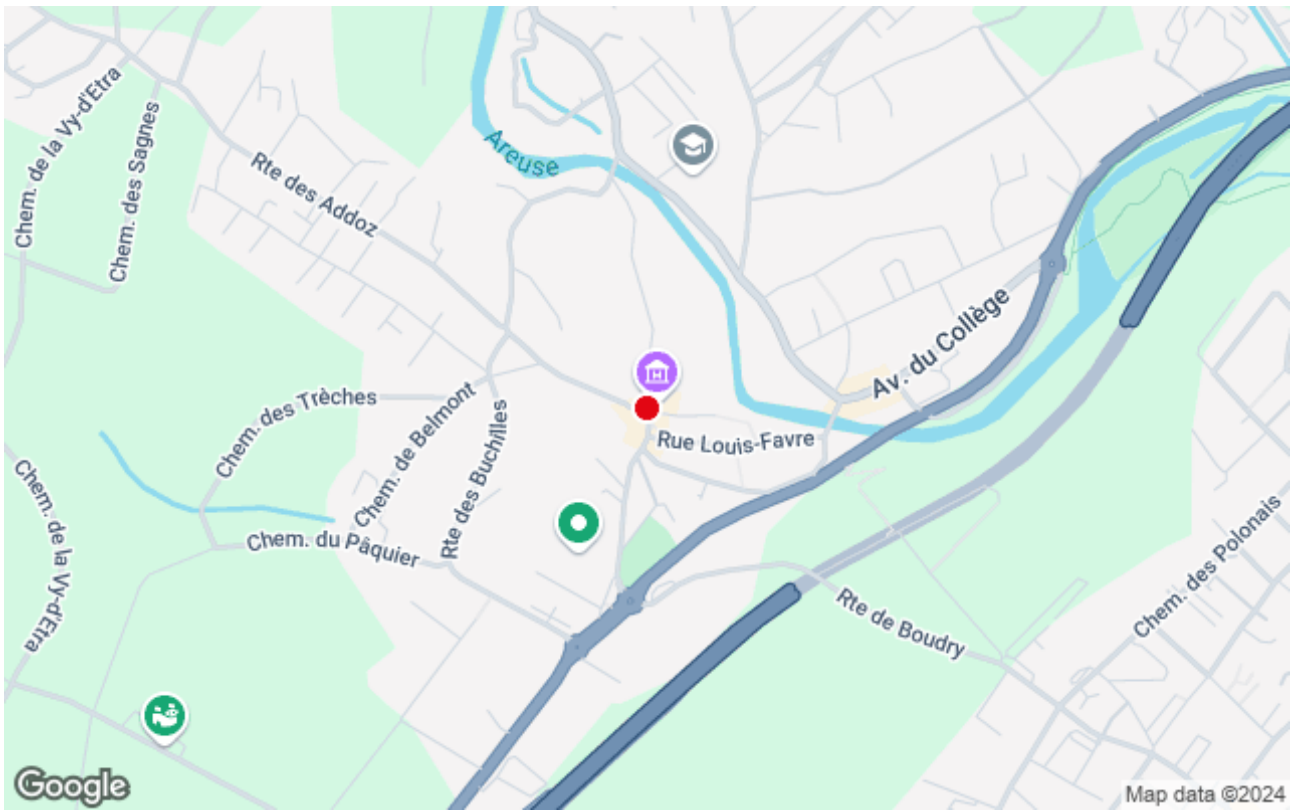 Chem. de la Vy-d'Etra
Chem. des Sagnes
Rte des Addoz
Areuse
Av. du Collège
Chem. des Trèches
Chem. de Belmont
Rte des Buchilles
Rue Louis-Favre
Chem. de la Vy-d'Etra
Chem. du Pâquier
Chem. des Polonais
Rte de Boudry
H
Google
Map data ©2024